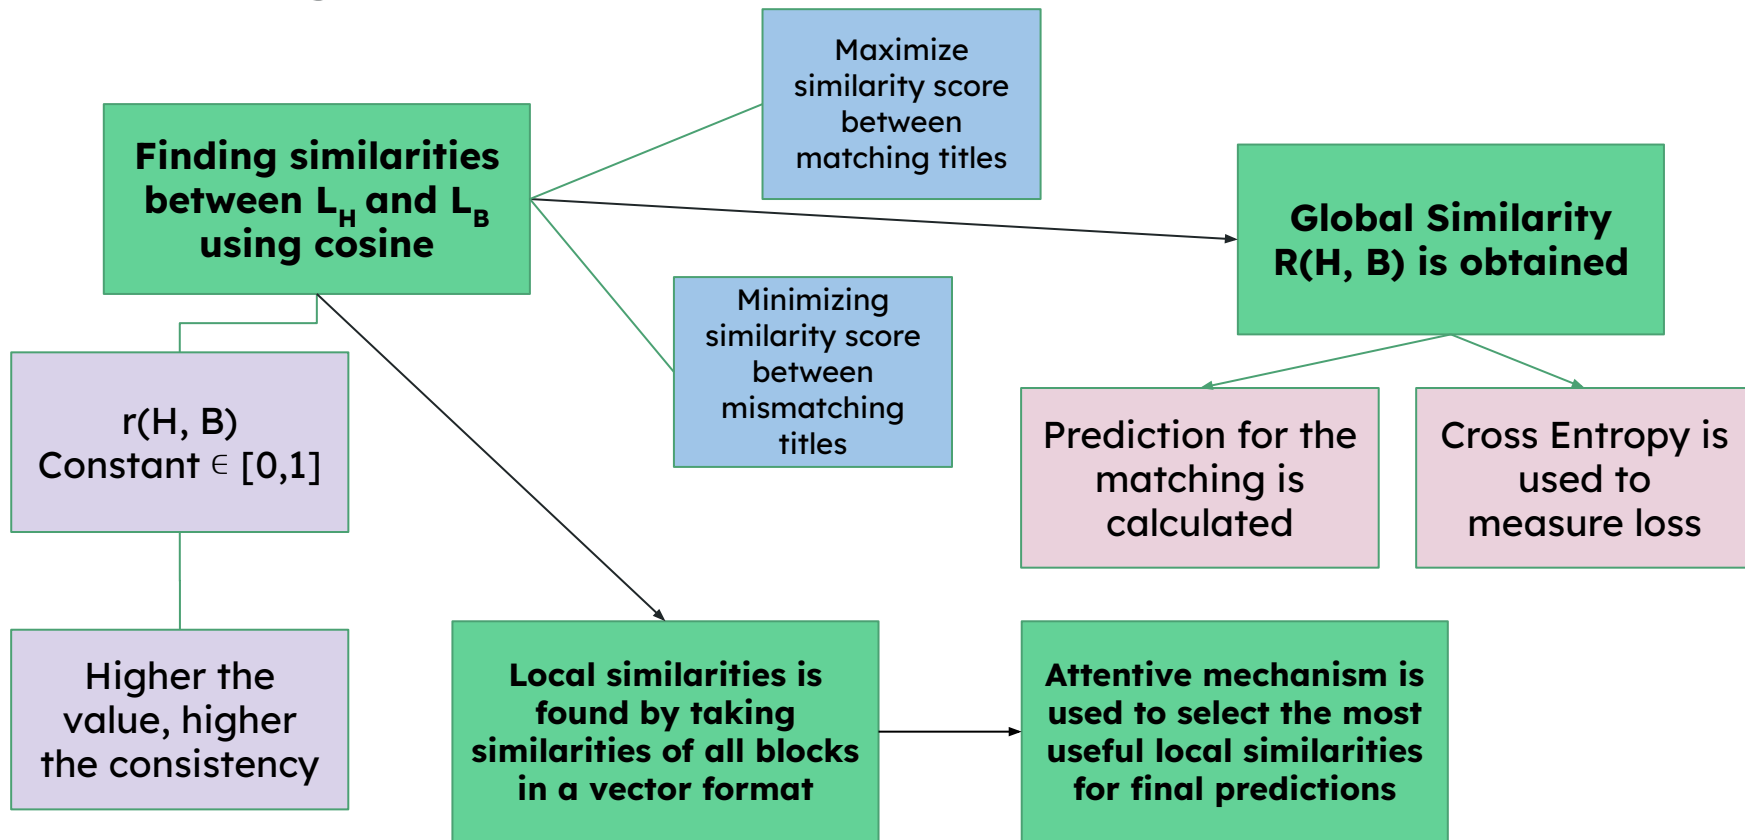 Maximize
similarity score
between
matching titles
Finding similarities
between L_H and L_B
using cosine
Global Similarity
R(H, B) is obtained
Minimizing
similarity score
between
mismatching
titles
r(H, B)
Constant ∈ [0,1]
Prediction for the
matching is
calculated
Cross Entropy is
used to
measure loss
Higher the
value, higher
the consistency
Local similarities is
found by taking
similarities of all blocks
in a vector format
Attentive mechanism is
used to select the most
useful local similarities
for final predictions